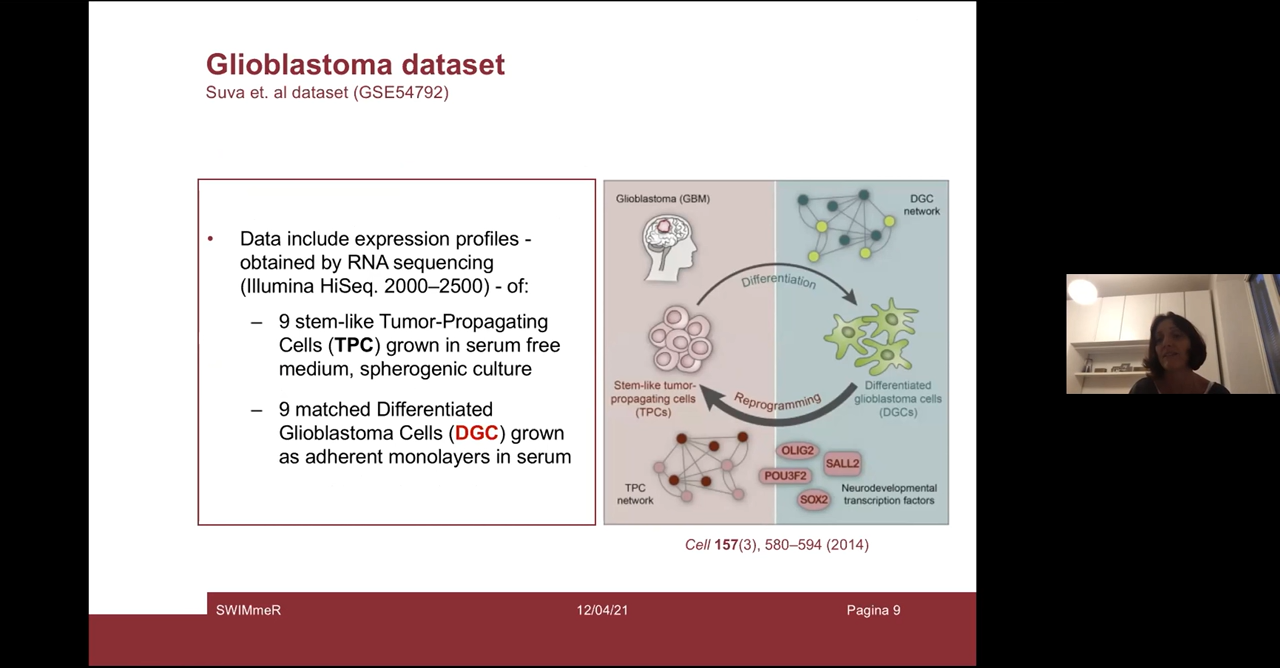 Glioblastoma dataset
Suva et. al dataset (GSE54792)
• Data include expression profiles -
obtained by RNA sequencing
(Illumina HiSeq. 2000–2500) - of:
– 9 stem-like Tumor-Propagating
Cells (TPC) grown in serum free
medium, spherogenic culture
– 9 matched Differentiated
Glioblastoma Cells (DGC) grown
as adherent monolayers in serum
Glioblastoma (GBM)
DGC
network
Differentiation
Stem-like tumor-
propagating cells
(TPCs)
Differentiated
glioblastoma cells
(DGCs)
Reprogramming
TPC
network
OLIG2
SALL2
POU3F2
SOX2
Neurodevelopmental
transcription factors
Cell 157(3), 580–594 (2014)
SWIMmeR
12/04/21
Pagina 9